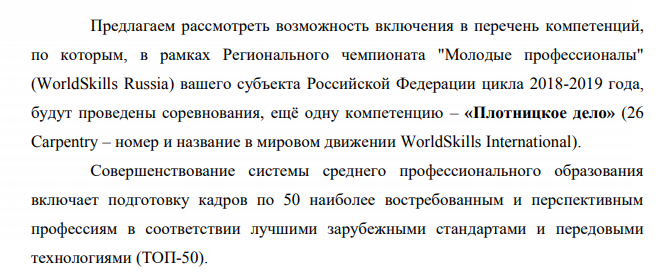 Предлагаем рассмотреть возможность включения в перечень компетенций,
по которым, в рамках Регионального чемпионата "Молодые профессионалы"
(WorldSkills Russia) вашего субъекта Российской Федерации цикла 2018-2019 года,
будут проведены соревнования, ещё одну компетенцию – «Плотницкое дело» (26
Carpentry – номер и название в мировом движении WorldSkills International).
Совершенствование системы среднего профессионального образования
включает подготовку кадров по 50 наиболее востребованным и перспективным
профессиям в соответствии лучшими зарубежными стандартами и передовыми
технологиями (ТОП-50).